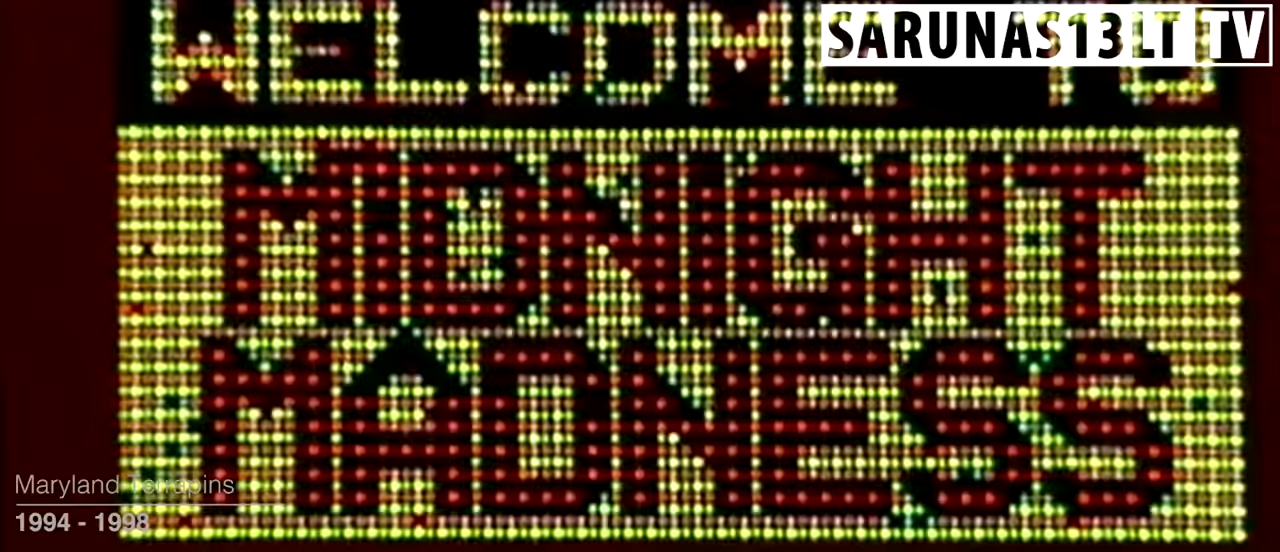 WELCOME TO
SARUNAS13LT TV
MIDNIGHT
MADNESS
Maryland Terrapins
1994 - 1998